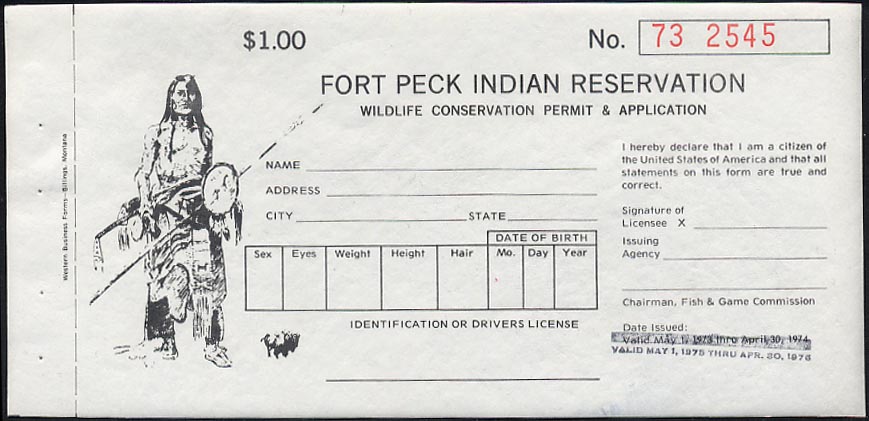 $1.00
No. 73 2545
FORT PECK INDIAN RESERVATION
WILDLIFE CONSERVATION PERMIT & APPLICATION
Western Business Forms—Billings, Montana
NAME
ADDRESS
CITY STATE
DATE OF BIRTH
Sex Eyes Weight Height Hair Mo. Day Year
IDENTIFICATION OR DRIVERS LICENSE
I hereby declare that I am a citizen of
the United States of America and that all
statements on this form are true and
correct.
Signature of
Licensee X
Issuing
Agency
Chairman, Fish & Game Commission
Date Issued:
Valid May 1, 1973 thru April 30, 1974
VALID MAY 1, 1975 THRU APR. 30, 1976